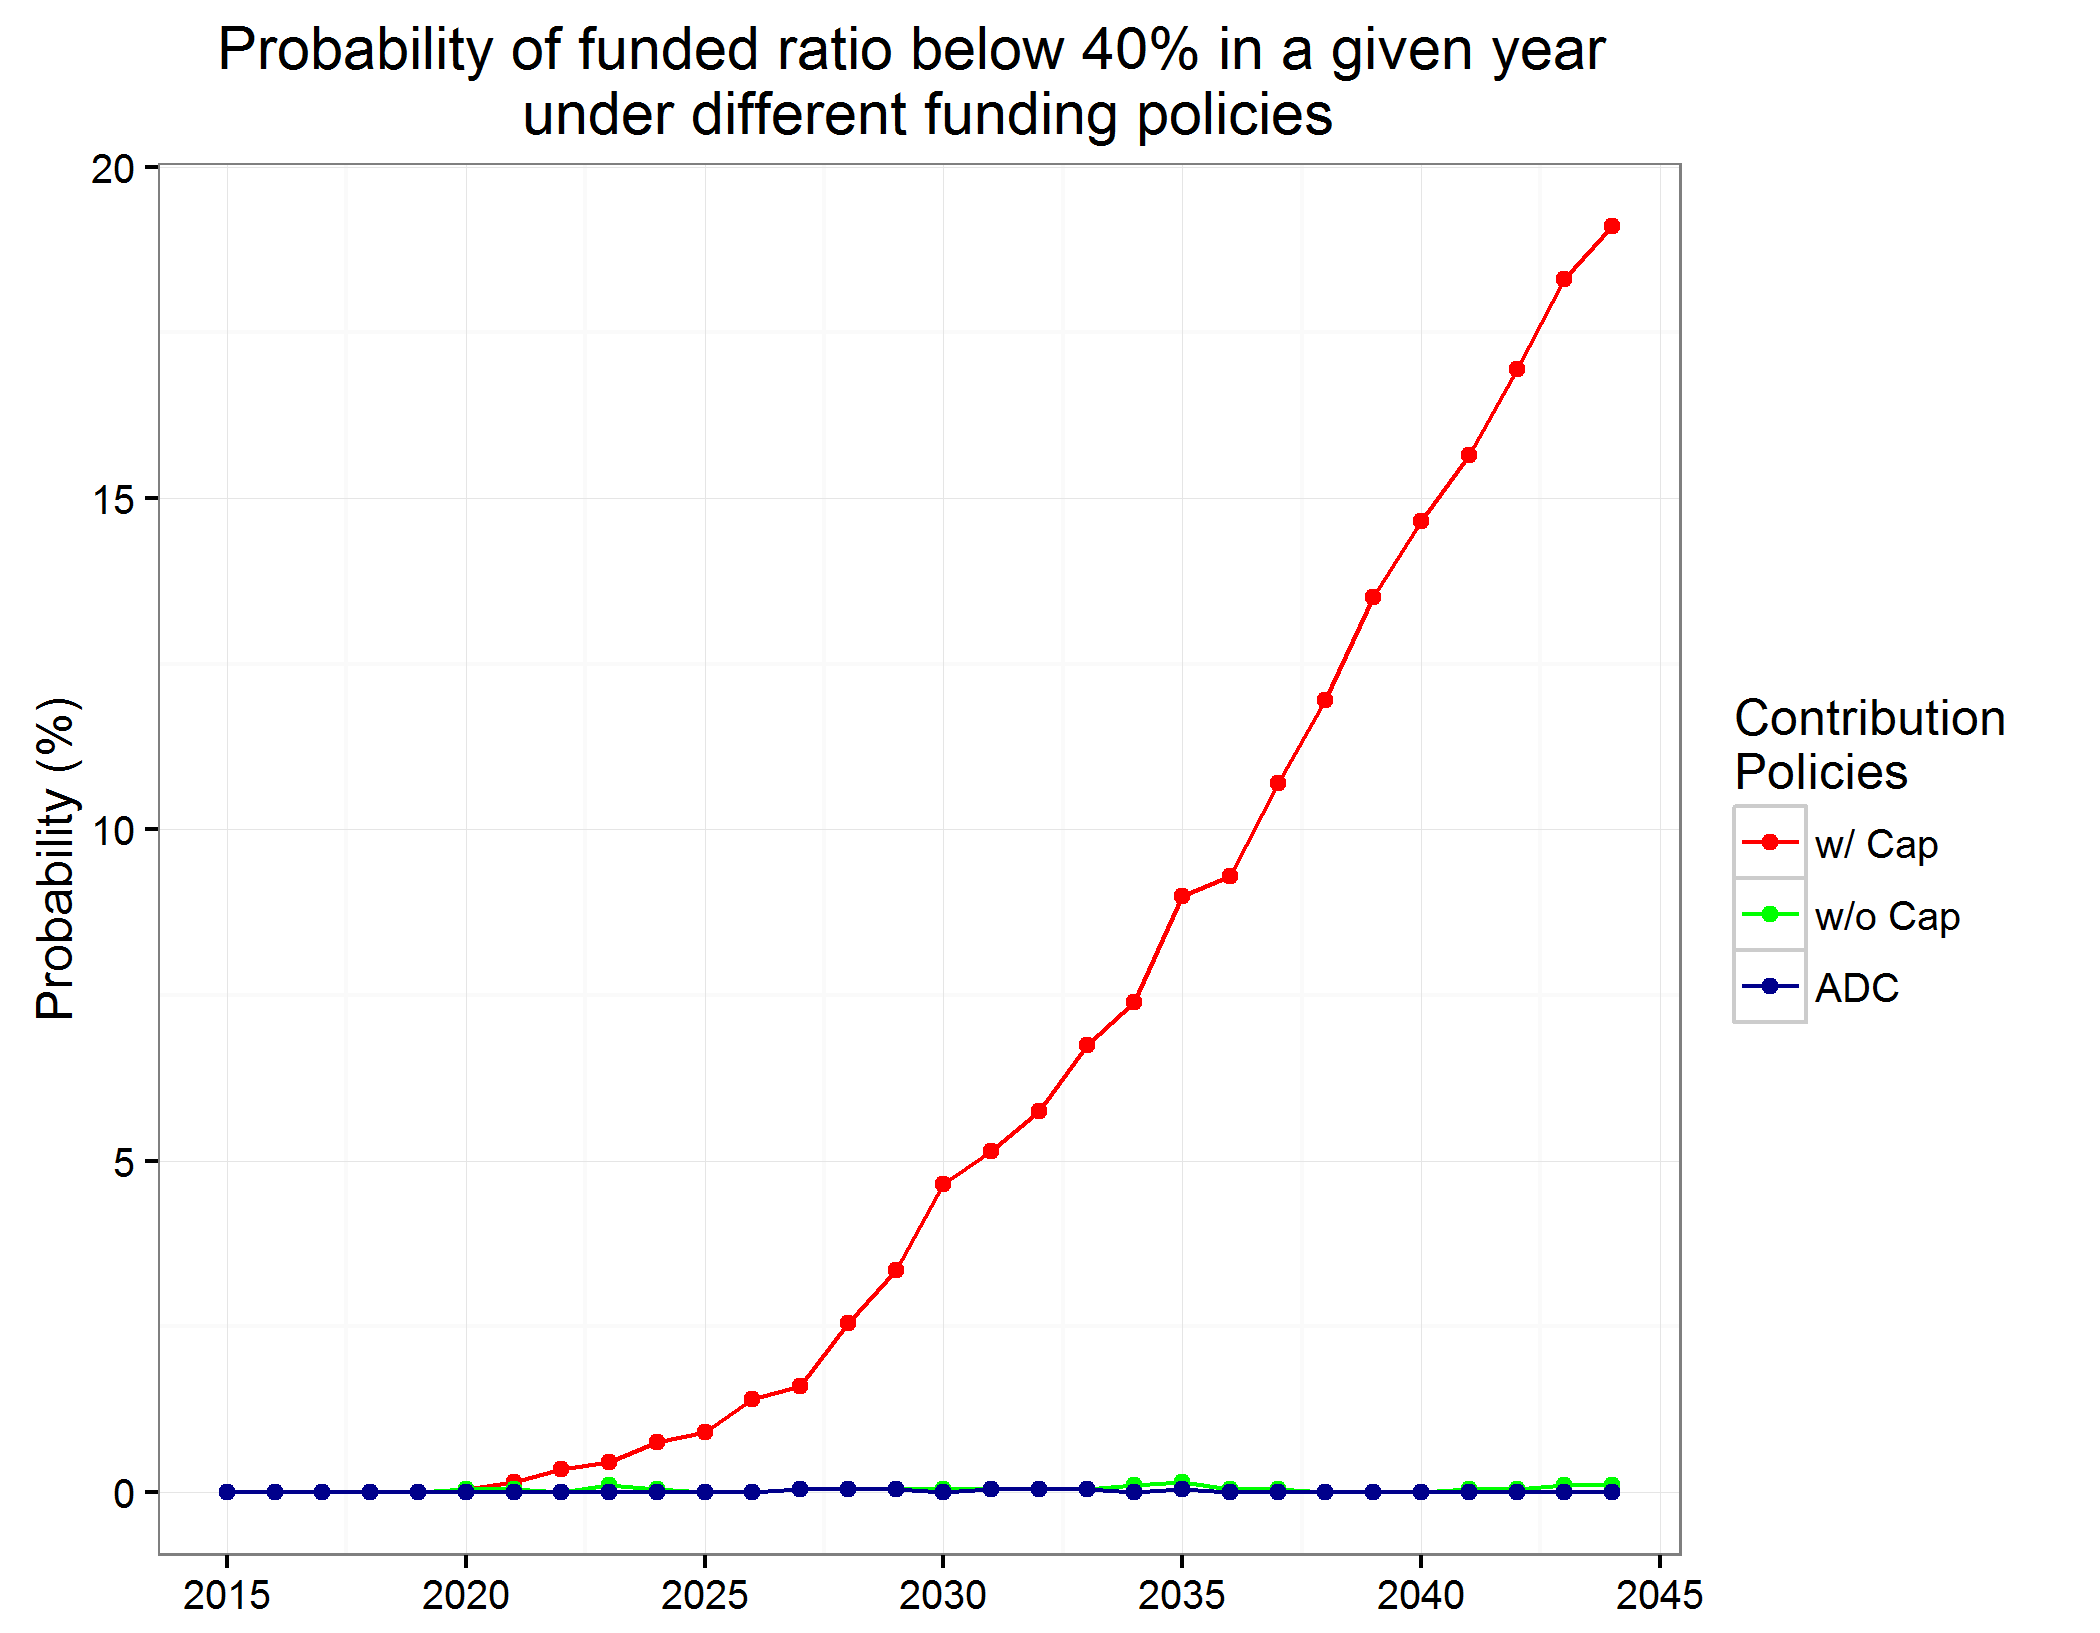 Probability of funded ratio below 40% in a given year
under different funding policies
20
15
10
5
0
Probability (%)
2015 2020 2025 2030 2035 2040 2045
Contribution
Policies
w/ Cap
w/o Cap
ADC